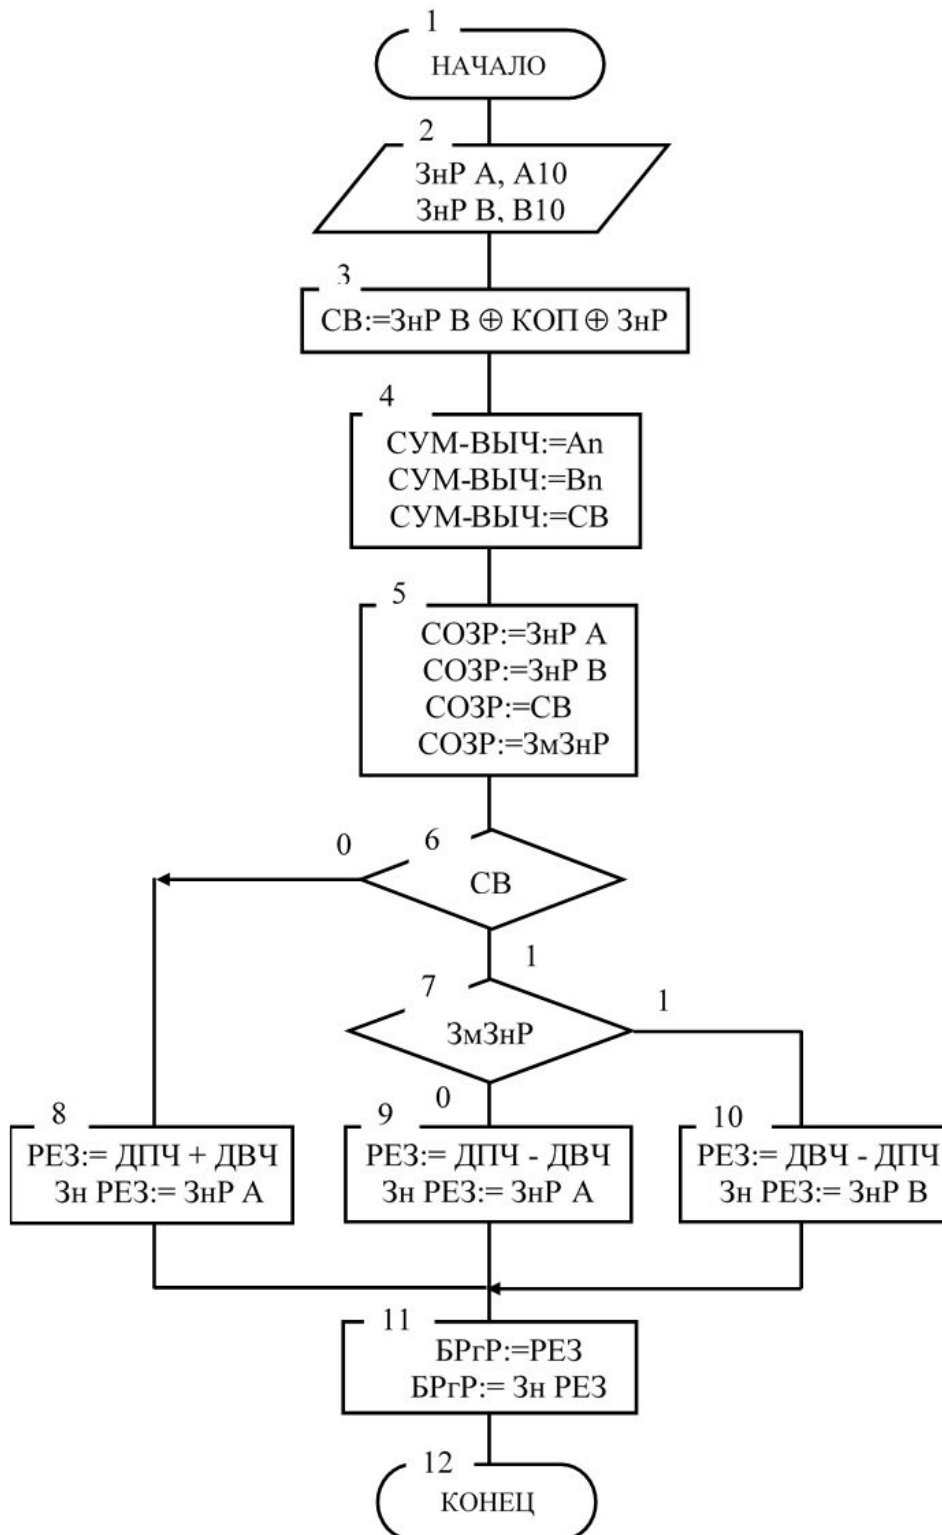 1
НАЧАЛО
2
ЗнР А, А10
ЗнР В, В10
3
СВ:=ЗнР В ⊕ КОП ⊕ ЗнР
4
СУМ-ВЫЧ:=Аn
СУМ-ВЫЧ:=Вn
СУМ-ВЫЧ:=СВ
5
СОЗР:=ЗнР А
СОЗР:=ЗнР В
СОЗР:=СВ
СОЗР:=ЗмЗнР
0
6
СВ
1
7
ЗмЗнР
1
0
8
РЕЗ:= ДПЧ + ДВЧ
Зн РЕЗ:= ЗнР А
9
РЕЗ:= ДПЧ - ДВЧ
Зн РЕЗ:= ЗнР А
10
РЕЗ:= ДВЧ - ДПЧ
Зн РЕЗ:= ЗнР В
11
БРгР:=РЕЗ
БРгР:= Зн РЕЗ
12
КОНЕЦ